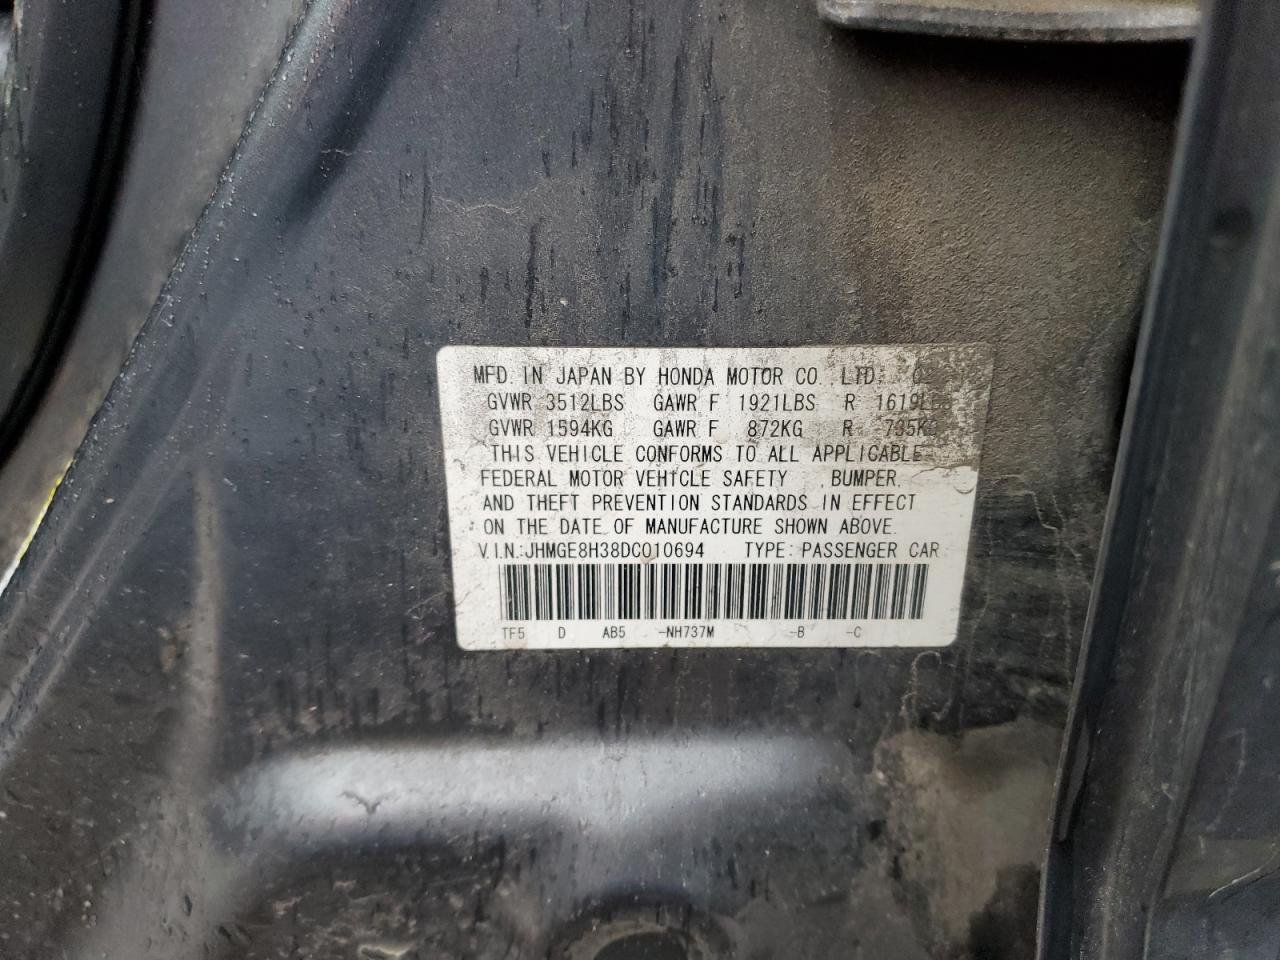 MFD. IN JAPAN BY HONDA MOTOR CO., LTD.
GVWR 3512LBS GAWR F 1921LBS R 1619LBS
GVWR 1594KG GAWR F 872KG R 735KG
THIS VEHICLE CONFORMS TO ALL APPLICABLE
FEDERAL MOTOR VEHICLE SAFETY , BUMPER,
AND THEFT PREVENTION STANDARDS IN EFFECT
ON THE DATE OF MANUFACTURE SHOWN ABOVE.
V.I.N.:JHMGE8H38DC010694 TYPE: PASSENGER CAR
TF5 D AB5 -NH737M -B -C